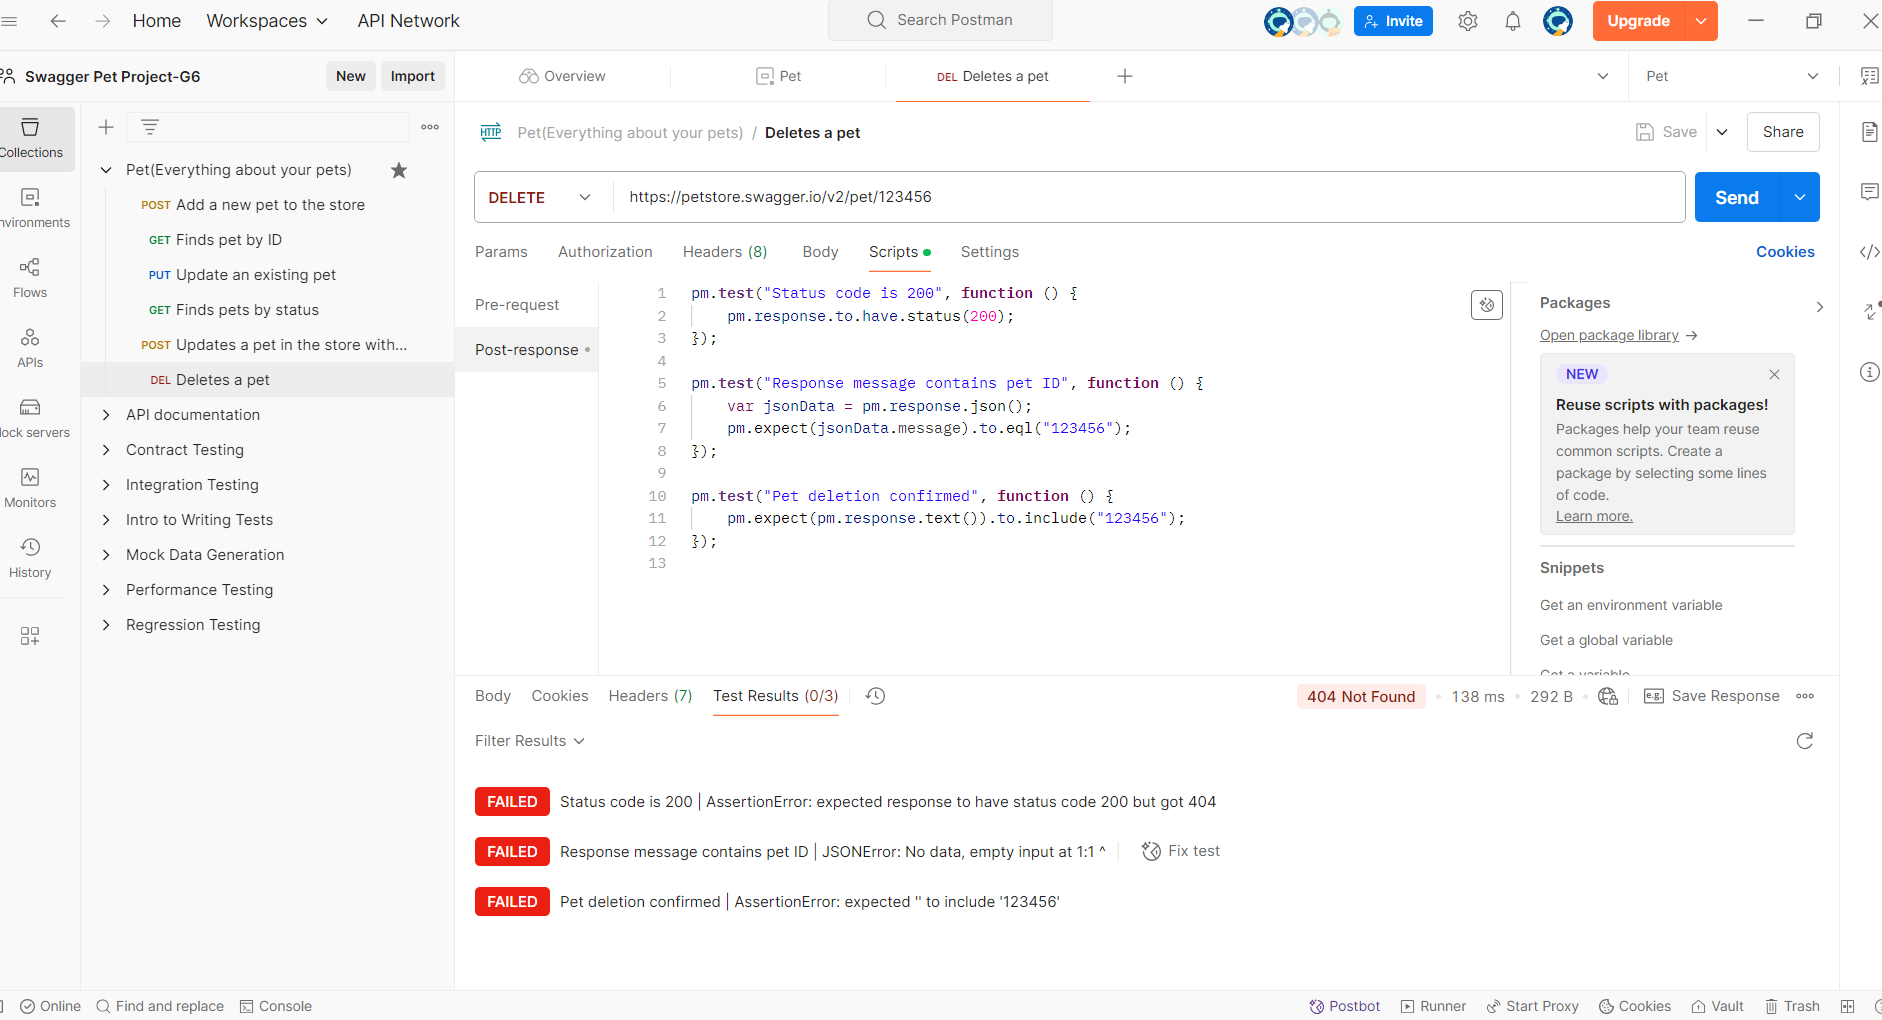 Home Workspaces API Network
Search Postman
Invite
Upgrade
Swagger Pet Project-G6
New Import
Overview
Pet
DEL Deletes a pet
Pet
Collections
nvironments
Flows
APIs
lock servers
Monitors
History
Pet(Everything about your pets)
POST Add a new pet to the store
GET Finds pet by ID
PUT Update an existing pet
GET Finds pets by status
POST Updates a pet in the store with...
DEL Deletes a pet
API documentation
Contract Testing
Integration Testing
Intro to Writing Tests
Mock Data Generation
Performance Testing
Regression Testing
HTTP Pet(Everything about your pets) / Deletes a pet
Save
Share
DELETE https://petstore.swagger.io/v2/pet/123456
Send
Params Authorization Headers (8) Body Scripts Settings
Cookies
Pre-request
Post-response
1 pm.test("Status code is 200", function () {
2 pm.response.to.have.status(200);
3 });
4
5 pm.test("Response message contains pet ID", function () {
6 var jsonData = pm.response.json();
7 pm.expect(jsonData.message).to.eql("123456");
8 });
9
10 pm.test("Pet deletion confirmed", function () {
11 pm.expect(pm.response.text()).to.include("123456");
12 });
13
Packages
Open package library →
NEW
Reuse scripts with packages!
Packages help your team reuse
common scripts. Create a
package by selecting some lines
of code.
Learn more.
Snippets
Get an environment variable
Get a global variable
Get a variable
Body Cookies Headers (7) Test Results (0/3)
404 Not Found • 138 ms • 292 B •
e.g. Save Response
Filter Results
FAILED Status code is 200 | AssertionError: expected response to have status code 200 but got 404
FAILED Response message contains pet ID | JSONError: No data, empty input at 1:1 ^
Fix test
FAILED Pet deletion confirmed | AssertionError: expected '' to include '123456'
Online Find and replace Console
Postbot Runner Start Proxy Cookies Vault Trash